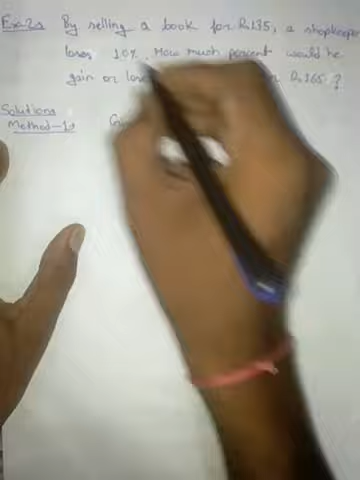 Ex-2:- By selling a book for Rs135, a shopkeeper
loses 10%. How much percent would he
gain or Rs165?
Solution:-
Method-1:-